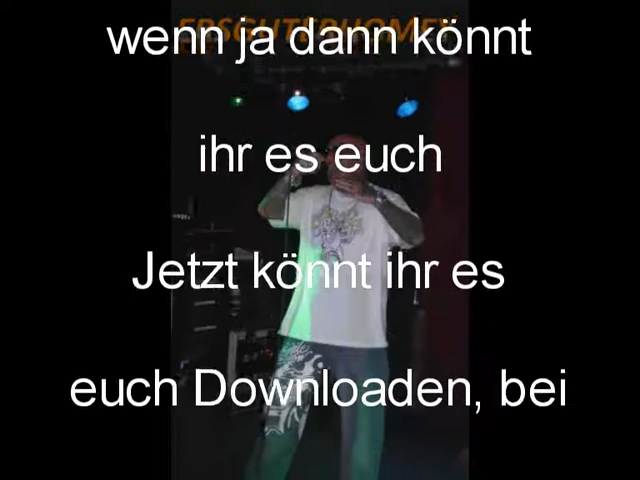 wenn ja dann könnt
ihr es euch
Jetzt könnt ihr es
euch Downloaden, bei